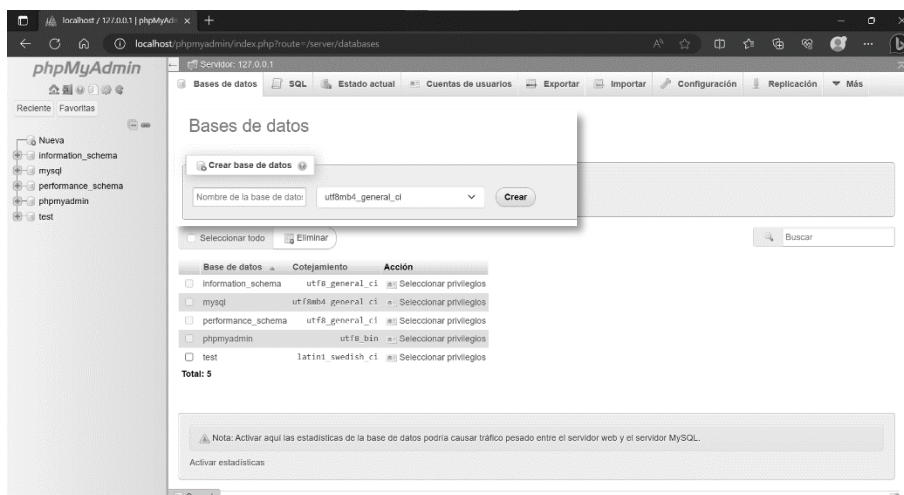 localhost / 127.0.0.1 | phpMyAdm
localhost/phpmyadmin/index.php?route=/server/databases
phpMyAdmin
Reciente Favoritas
Nueva
information_schema
mysql
performance_schema
phpmyadmin
test
Servidor: 127.0.0.1
Bases de datos SQL Estado actual Cuentas de usuarios Exportar Importar Configuración Replicación Más
Bases de datos
Crear base de datos
Nombre de la base de datos utf8mb4_general_ci Crear
Seleccionar todo Eliminar Buscar
Base de datos Cotejamiento Acción
information_schema utf8_general_ci Seleccionar privilegios
mysql utf8mb4_general_ci Seleccionar privilegios
performance_schema utf8_general_ci Seleccionar privilegios
phpmyadmin utf8_bin Seleccionar privilegios
test latin1_swedish_ci Seleccionar privilegios
Total: 5
Nota: Activar aquí las estadísticas de la base de datos podría causar tráfico pesado entre el servidor web y el servidor MySQL.
Activar estadísticas